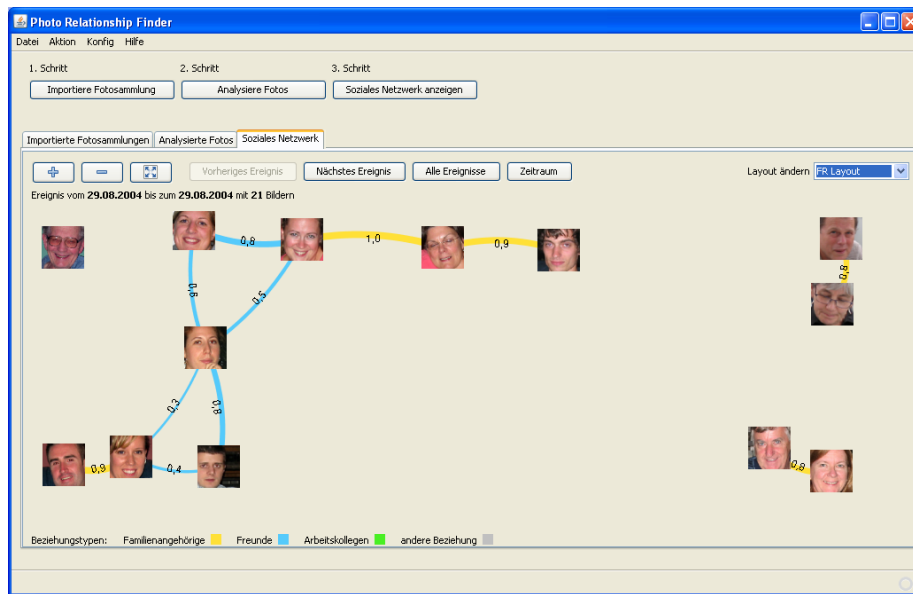 Photo Relationship Finder
Datei Aktion Konfig Hilfe
1. Schritt 2. Schritt 3. Schritt
Importiere Fotosammlung Analysiere Fotos Soziales Netzwerk anzeigen
Importierte Fotosammlungen Analysierte Fotos Soziales Netzwerk
Vorheriges Ereignis Nächstes Ereignis Alle Ereignisse Zeitraum Layout ändern FR Layout
Ereignis vom 29.08.2004 bis zum 29.08.2004 mit 21 Bildern
0,8 1,0 0,9
0,8
0,6 0,5
0,3 0,8
0,9 0,4 0,8
Beziehungstypen: Familienangehörige Freunde Arbeitskollegen andere Beziehung